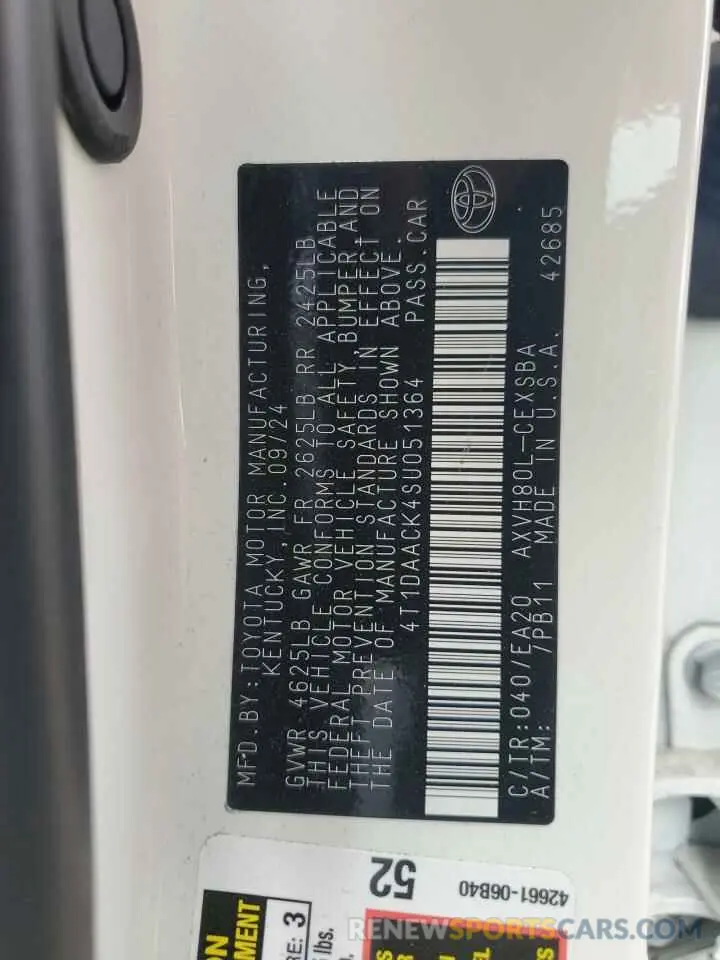 MFD.BY:TOYOTA MOTOR MANUFACTURING,
KENTUCKY, INC.09/24
GVWR 4625LB GAWR FR 2625LB RR 2425LB
THIS VEHICLE CONFORMS TO ALL APPLICABLE
FEDERAL MOTOR VEHICLE SAFETY, BUMPER,AND
THEFT PREVENTION STANDARDS IN EFFECT ON
THE DATE OF MANUFACTURE SHOWN ABOVE.
4T1DAACK4SU051364 PASS.CAR
C/TR:040/EA20 AXVH80L-CEXSBA
A/TM: /PB11 MADE IN U.S.A. 42685
52
42661-06B40
3
lbs.
RENEWSPORTSCARS.COM